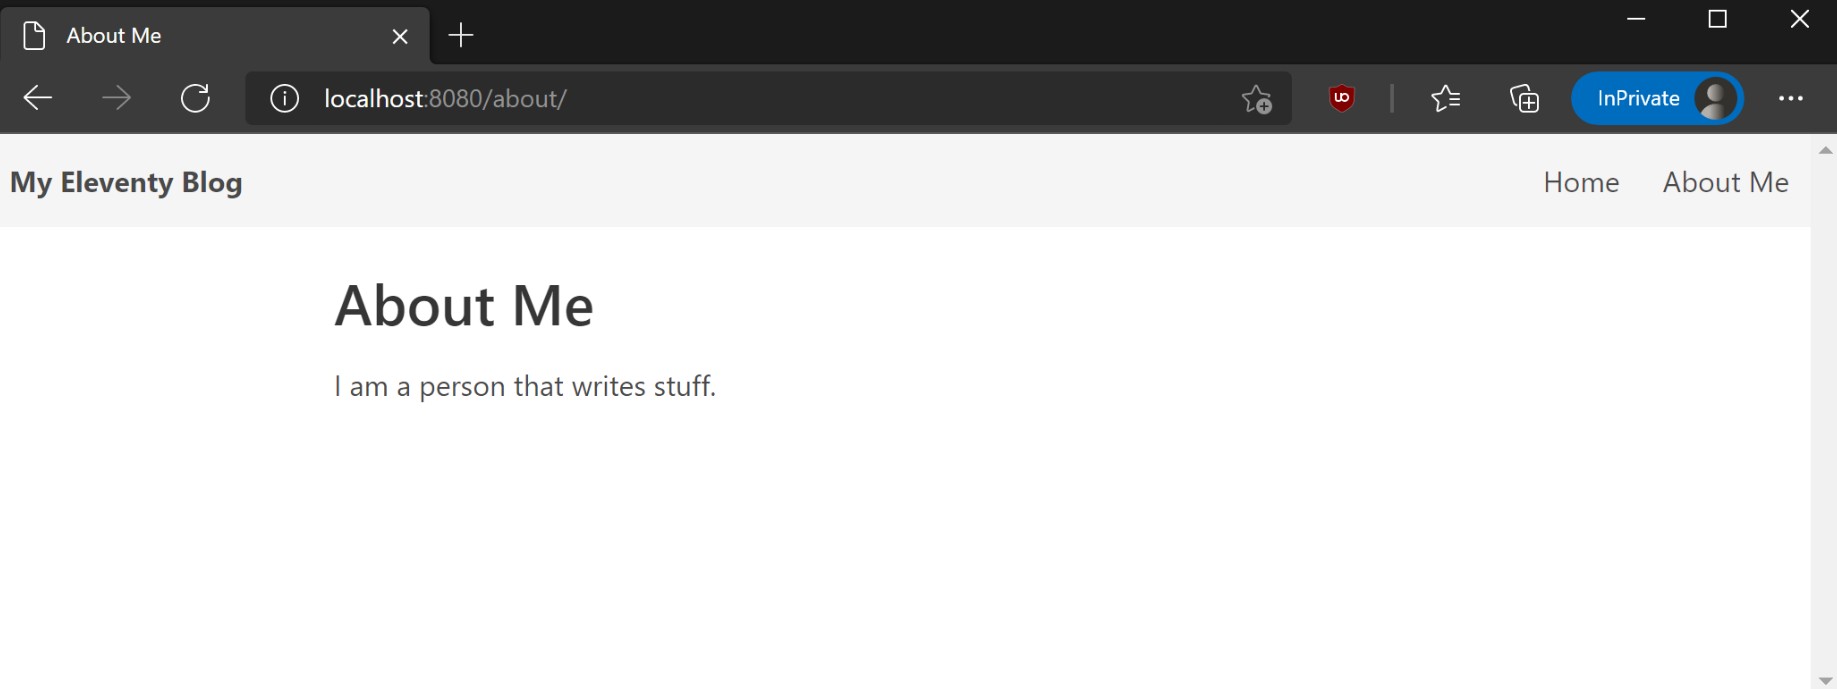 About Me
localhost:8080/about/
InPrivate
My Eleventy Blog
Home About Me
About Me
I am a person that writes stuff.